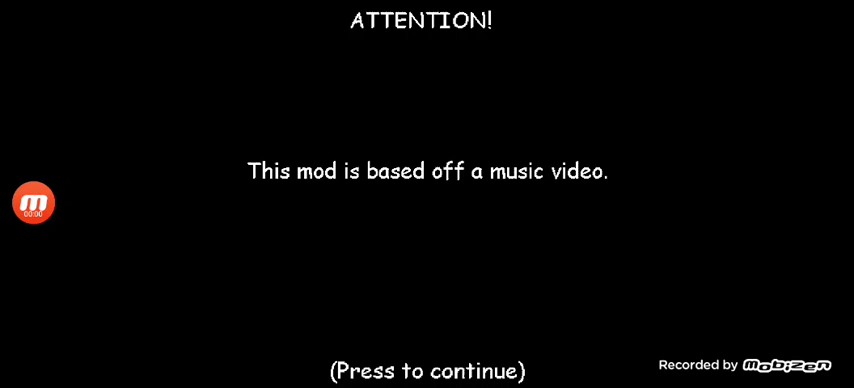 ATTENTION!
This mod is based off a music video.
m
00:00
(Press to continue)
Recorded by mobizen